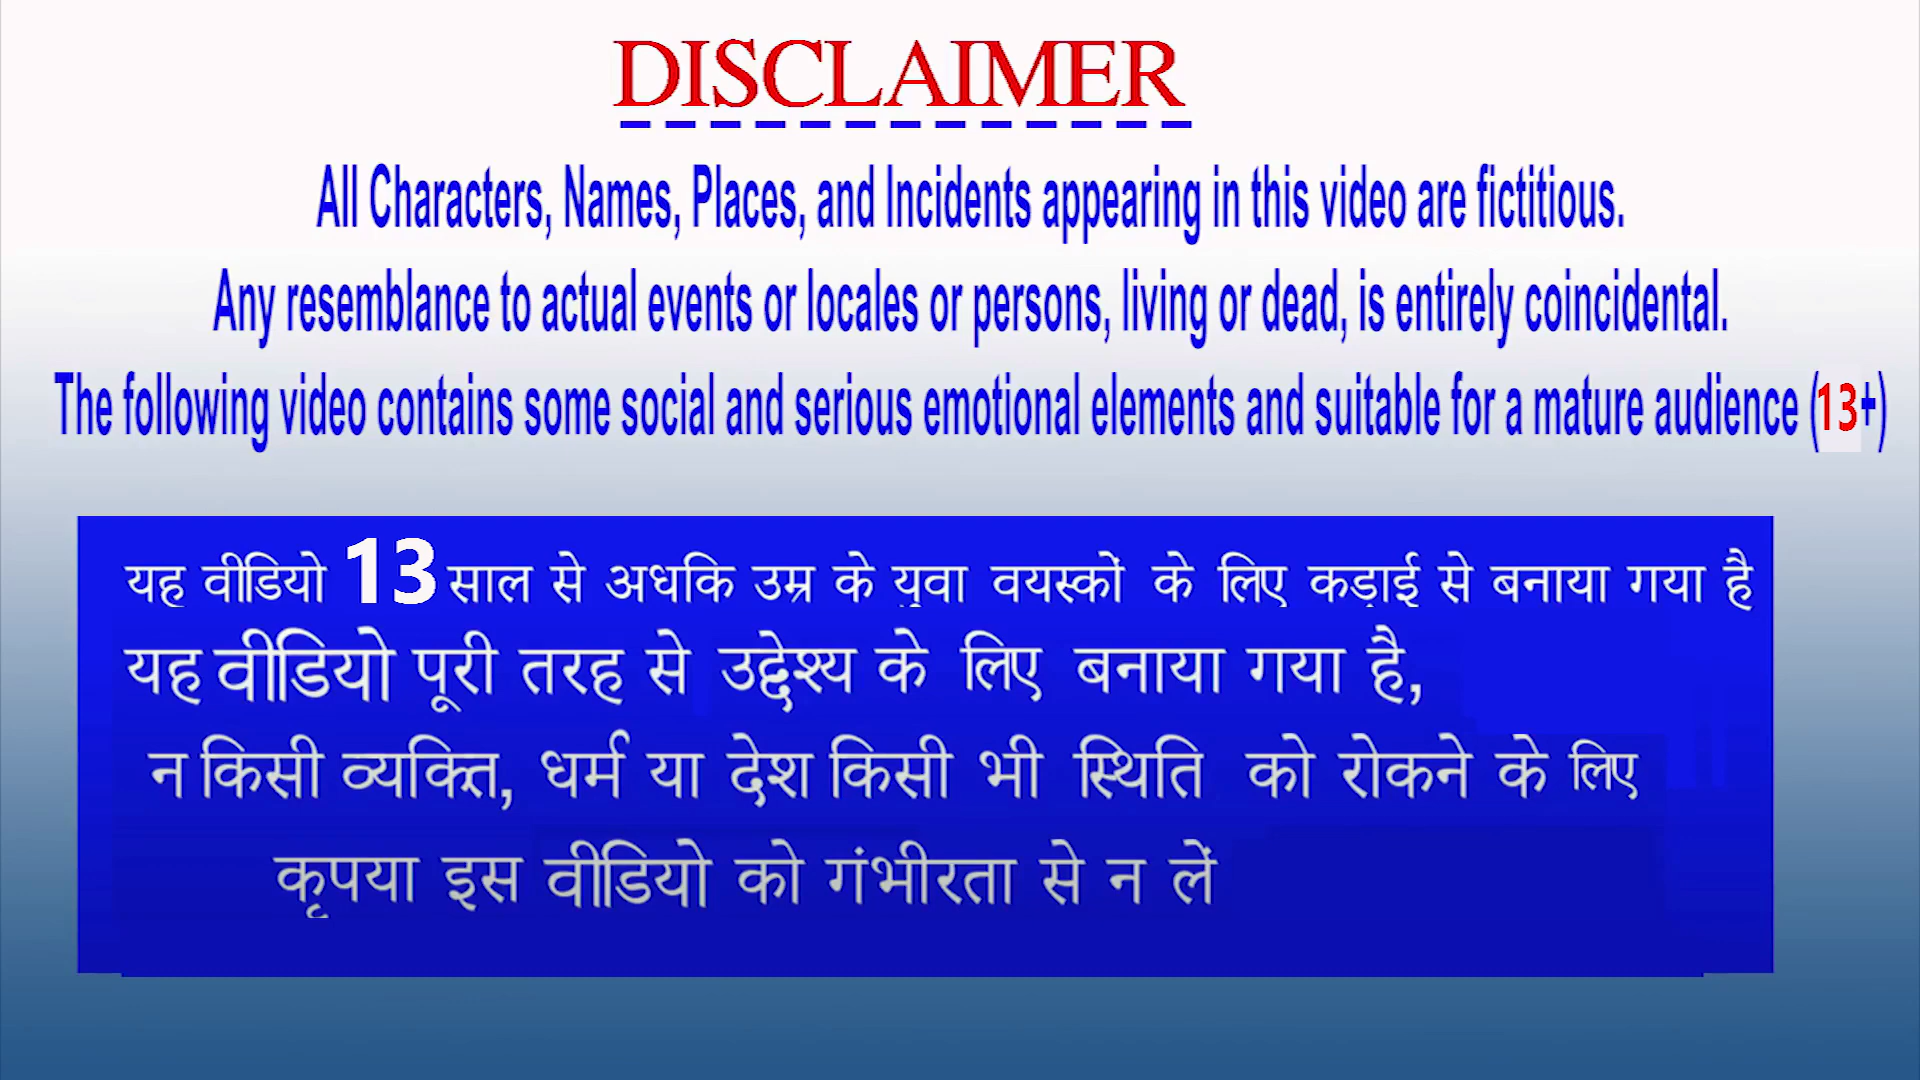 DISCLAIMER
All Characters, Names, Places, and Incidents appearing in this video are fictitious.
Any resemblance to actual events or locales or persons, living or dead, is entirely coincidental.
The following video contains some social and serious emotional elements and suitable for a mature audience (13+)
यह वीडियो 13 साल से अधकि उम्र के युवा वयस्कों के लिए कड़ाई से बनाया गया है
यह वीडियो पूरी तरह से उद्देश्य के लिए बनाया गया है,
न किसी व्यक्ति, धर्म या देश किसी भी स्थिति को रोकने के लिए
कृपया इस वीडियो को गंभीरता से न लें